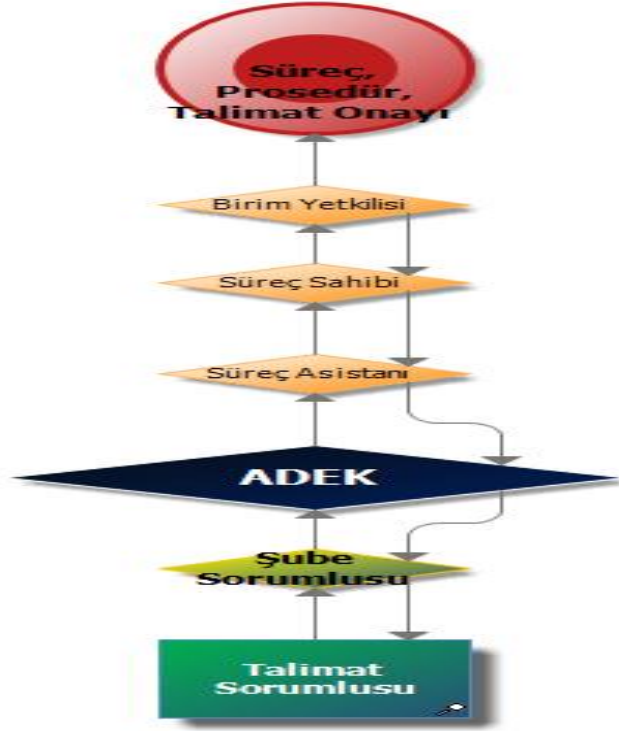 Süreç,
Prosedür,
Talimat Onayı
Birim Yetkilisi
Süreç Sahibi
Süreç Asistanı
ADEK
Şube
Sorumlusu
Talimat
Sorumlusu